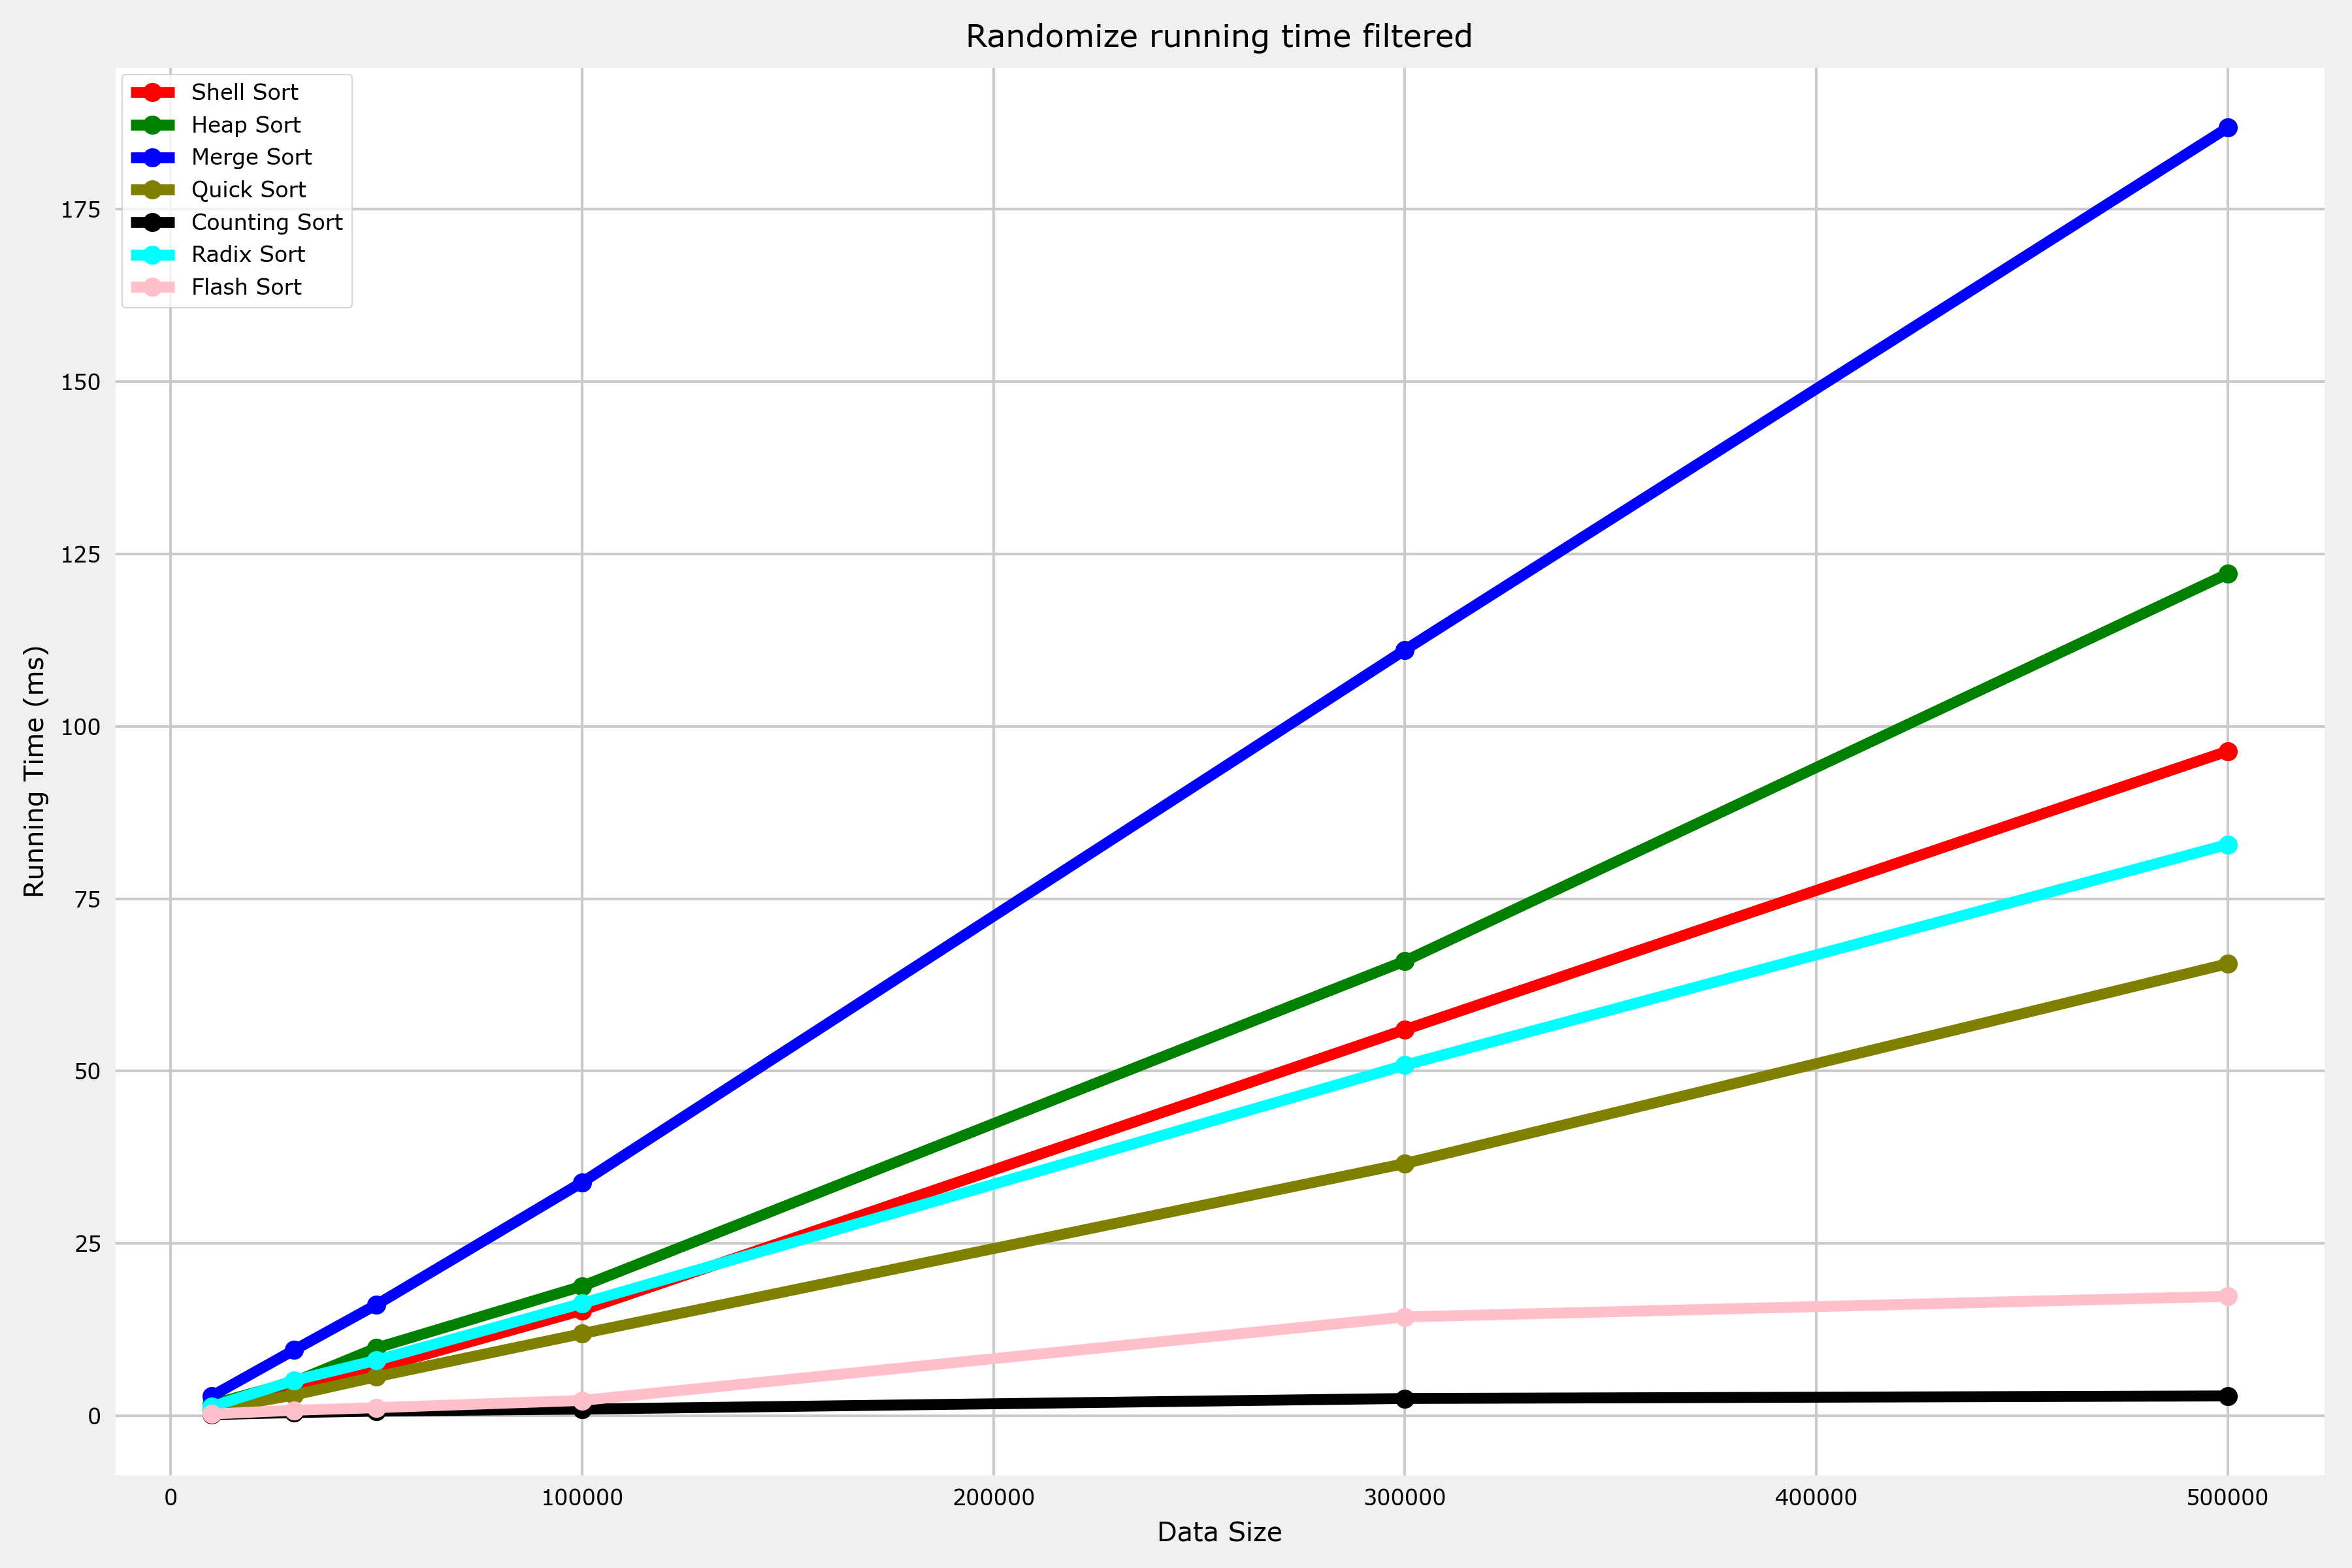 Randomize running time filtered
Shell Sort
Heap Sort
Merge Sort
Quick Sort
Counting Sort
Radix Sort
Flash Sort
175
150
125
100
75
50
25
0
Running Time (ms)
0 100000 200000 300000 400000 500000
Data Size